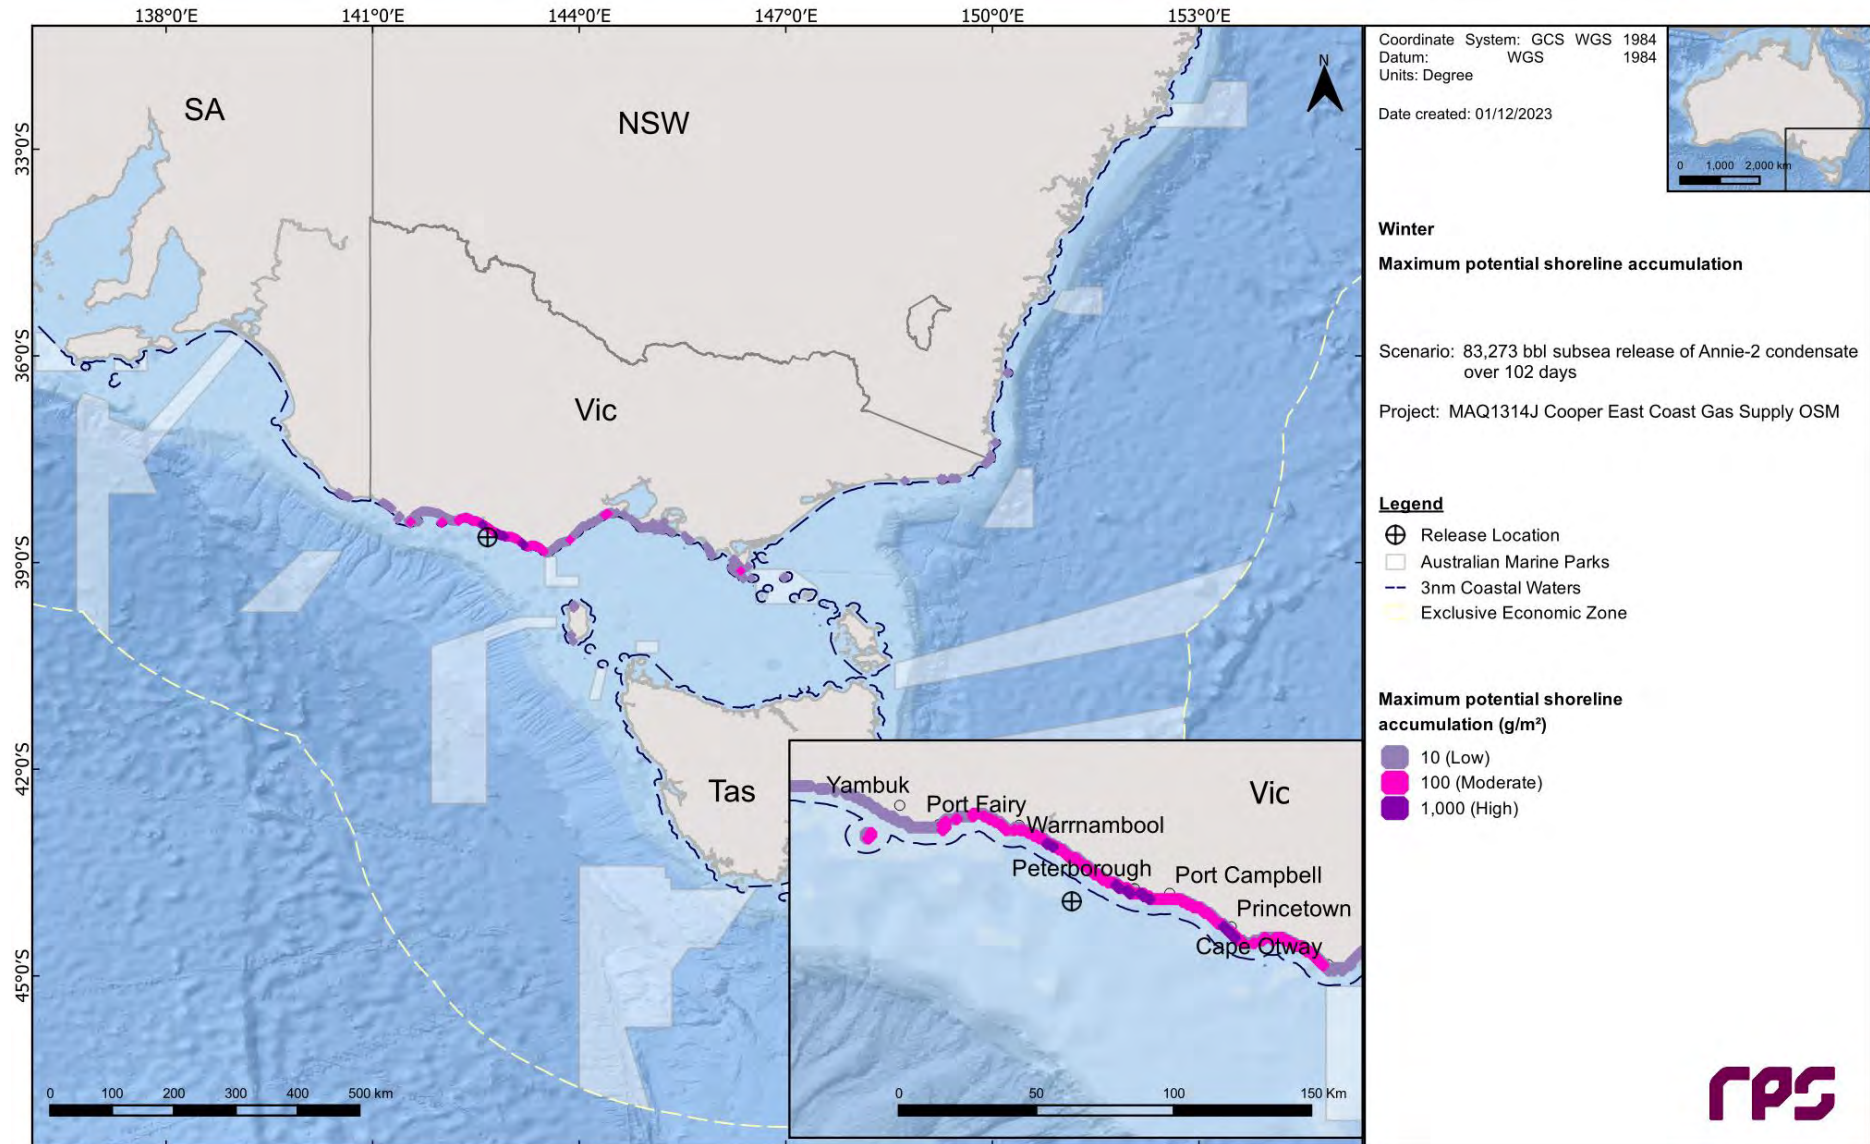 138°0'E 141°0'E 144°0'E 147°0'E 150°0'E 153°0'E
33°0'S
36°0'S
39°0'S
42°0'S
45°0'S
SA
NSW
Vic
Tas
N
0 100 200 300 400 500 km
Yambuk
Port Fairy
Warrnambool
Peterborough
Port Campbell
Princetown
Cape Otway
Vic
0 50 100 150 Km
Coordinate System: GCS WGS 1984
Datum: WGS 1984
Units: Degree
Date created: 01/12/2023
0 1,000 2,000 km
Winter
Maximum potential shoreline accumulation
Scenario: 83,273 bbl subsea release of Annie-2 condensate
over 102 days
Project: MAQ1314J Cooper East Coast Gas Supply OSM
Legend
Release Location
Australian Marine Parks
3nm Coastal Waters
Exclusive Economic Zone
Maximum potential shoreline
accumulation (g/m²)
10 (Low)
100 (Moderate)
1,000 (High)
rps